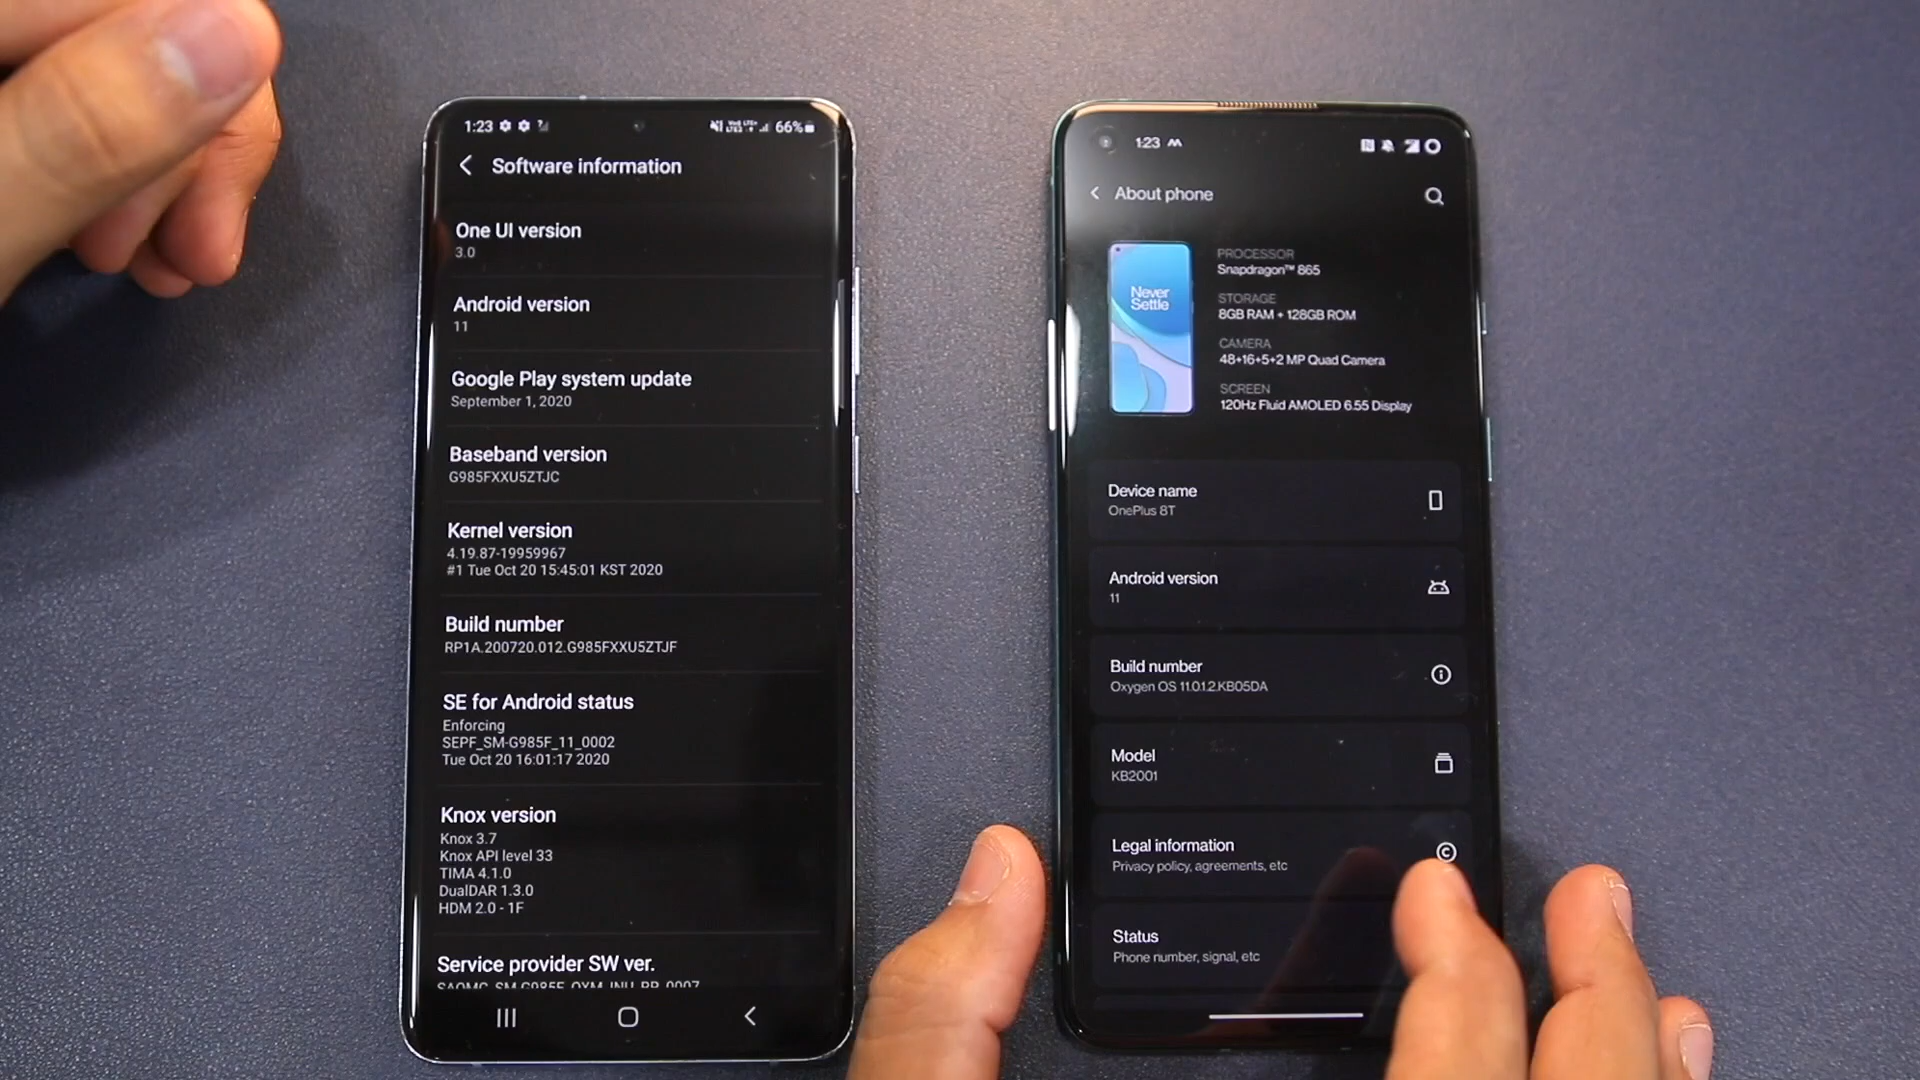 1:23
66%
Software information
One UI version
3.0
Android version
11
Google Play system update
September 1, 2020
Baseband version
G985FXXU5ZTJC
Kernel version
4.19.87-19959967
#1 Tue Oct 20 15:45:01 KST 2020
Build number
RP1A.200720.012.G985FXXU5ZTJF
SE for Android status
Enforcing
SEPF_SM-G985F_11_0002
Tue Oct 20 16:01:17 2020
Knox version
Knox 3.7
Knox API level 33
TIMA 4.1.0
DualDAR 1.3.0
HDM 2.0 - 1F
Service provider SW ver.
1:23
About phone
Never
Settle
PROCESSOR
Snapdragon™ 865
STORAGE
8GB RAM + 128GB ROM
CAMERA
48+16+5+2 MP Quad Camera
SCREEN
120Hz Fluid AMOLED 6.55 Display
Device name
OnePlus 8T
Android version
11
Build number
Oxygen OS 11.0.1.2.KB05DA
Model
KB2001
Legal information
Privacy policy, agreements, etc
Status
Phone number, signal, etc